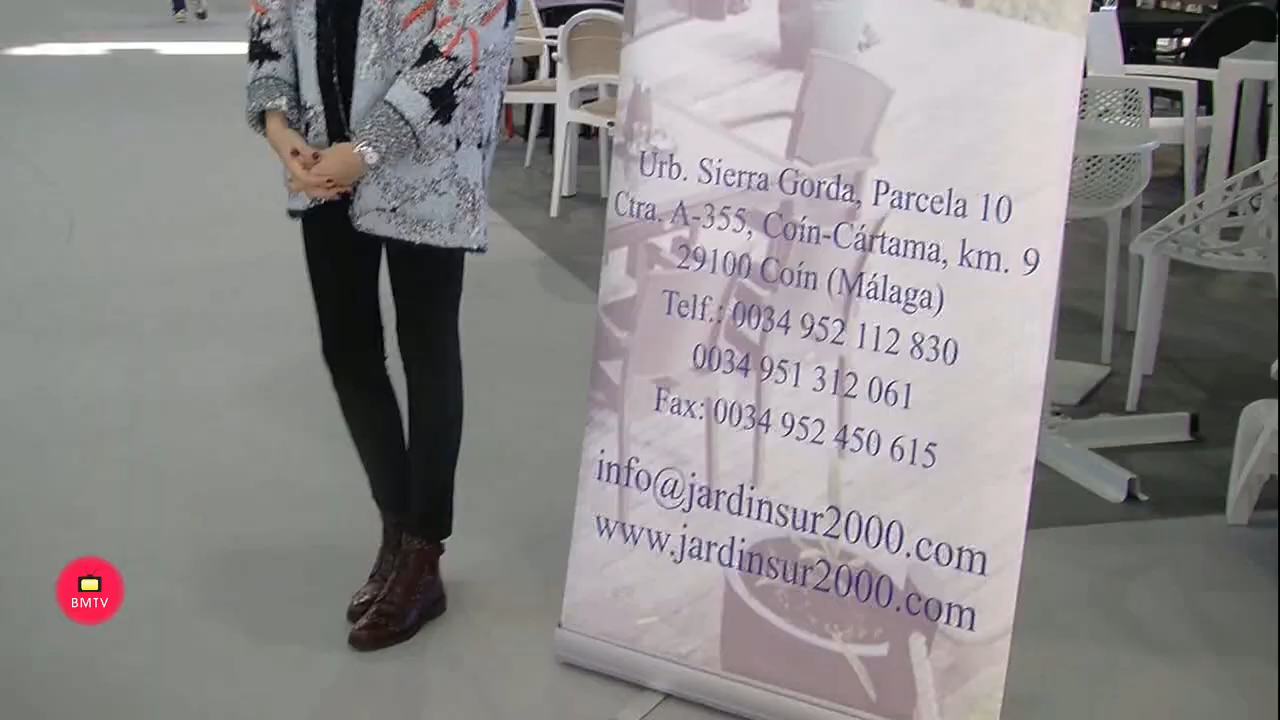 Urb. Sierra Gorda, Parcela 10
Ctra. A-355, Coín-Cártama, km. 9
29100 Coín (Málaga)
Telf.: 0034 952 112 830
0034 951 312 061
Fax: 0034 952 450 615
info@jardinsur2000.com
www.jardinsur2000.com
BMTV